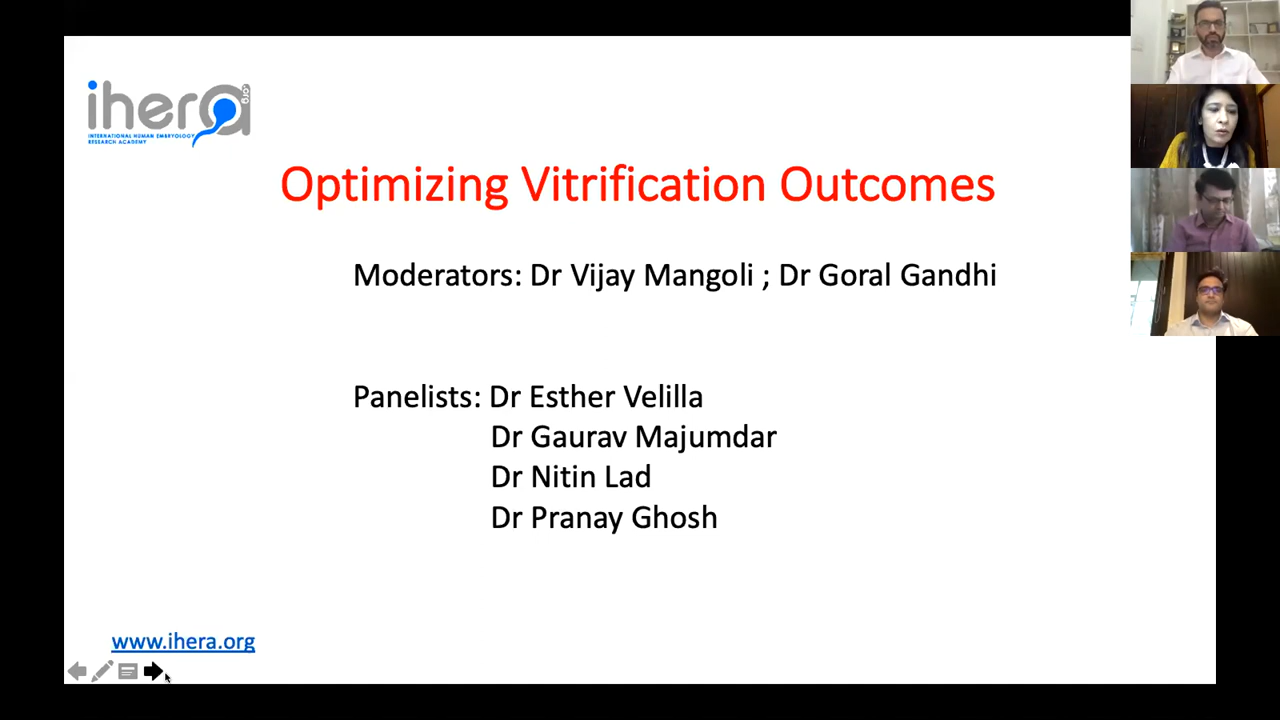 ihera
.org
INTERNATIONAL HUMAN EMBRYOLOGY
RESEARCH ACADEMY
Optimizing Vitrification Outcomes
Moderators: Dr Vijay Mangoli ; Dr Goral Gandhi
Panelists: Dr Esther Velilla
Dr Gaurav Majumdar
Dr Nitin Lad
Dr Pranay Ghosh
www.ihera.org